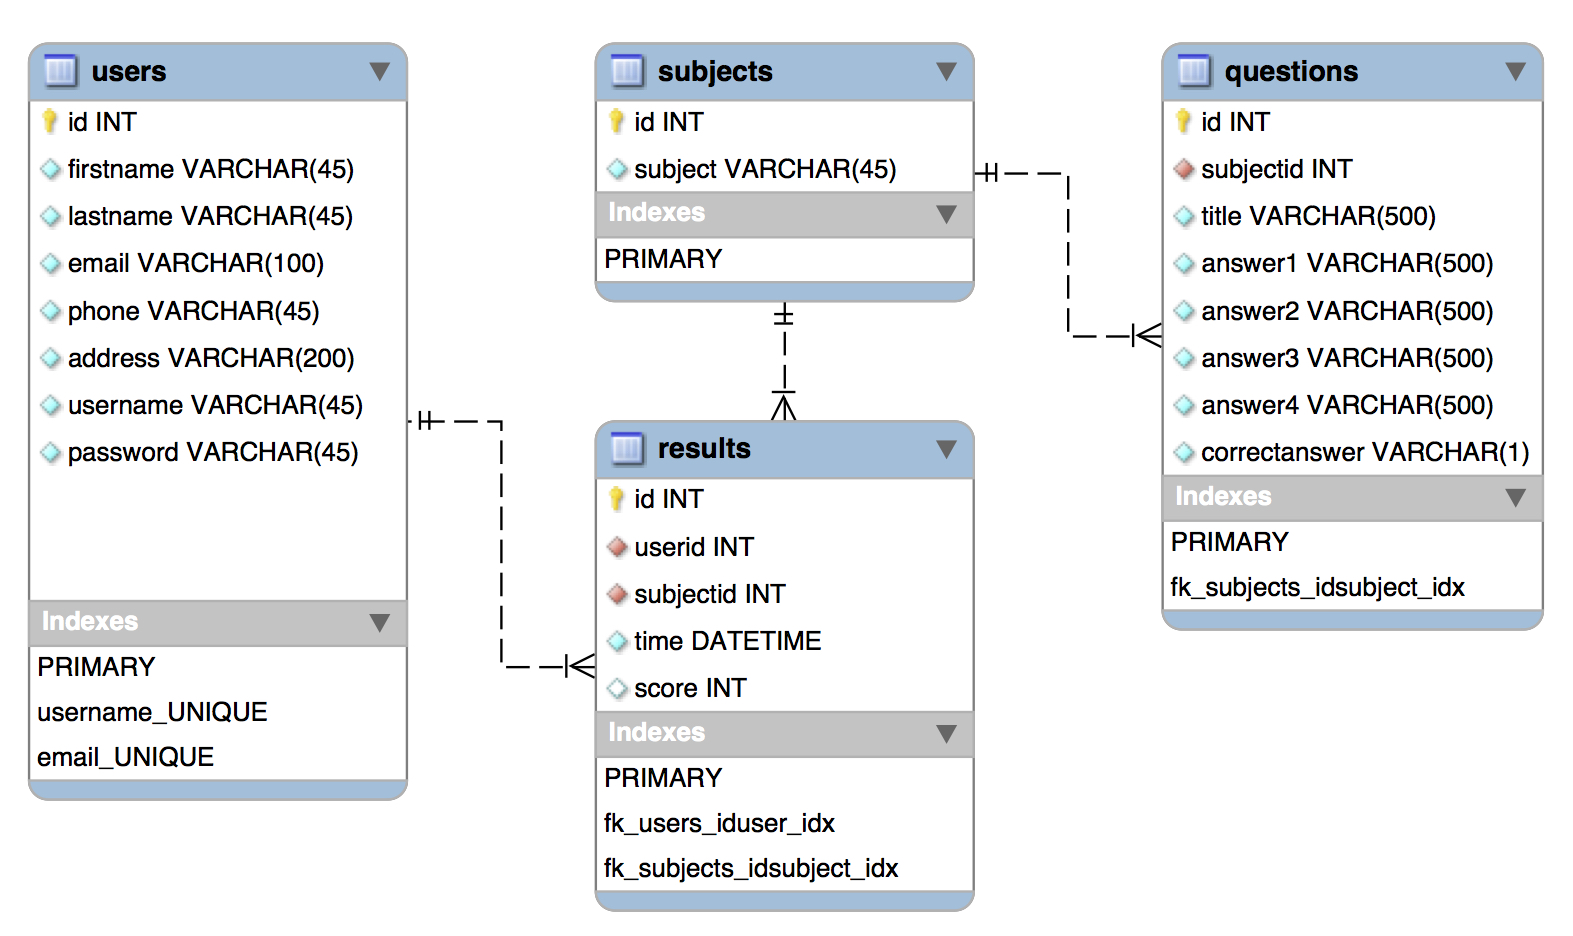 users
id INT
firstname VARCHAR(45)
lastname VARCHAR(45)
email VARCHAR(100)
phone VARCHAR(45)
address VARCHAR(200)
username VARCHAR(45)
password VARCHAR(45)
Indexes
PRIMARY
username_UNIQUE
email_UNIQUE
subjects
id INT
subject VARCHAR(45)
Indexes
PRIMARY
results
id INT
userid INT
subjectid INT
time DATETIME
score INT
Indexes
PRIMARY
fk_users_iduser_idx
fk_subjects_idsubject_idx
questions
id INT
subjectid INT
title VARCHAR(500)
answer1 VARCHAR(500)
answer2 VARCHAR(500)
answer3 VARCHAR(500)
answer4 VARCHAR(500)
correctanswer VARCHAR(1)
Indexes
PRIMARY
fk_subjects_idsubject_idx